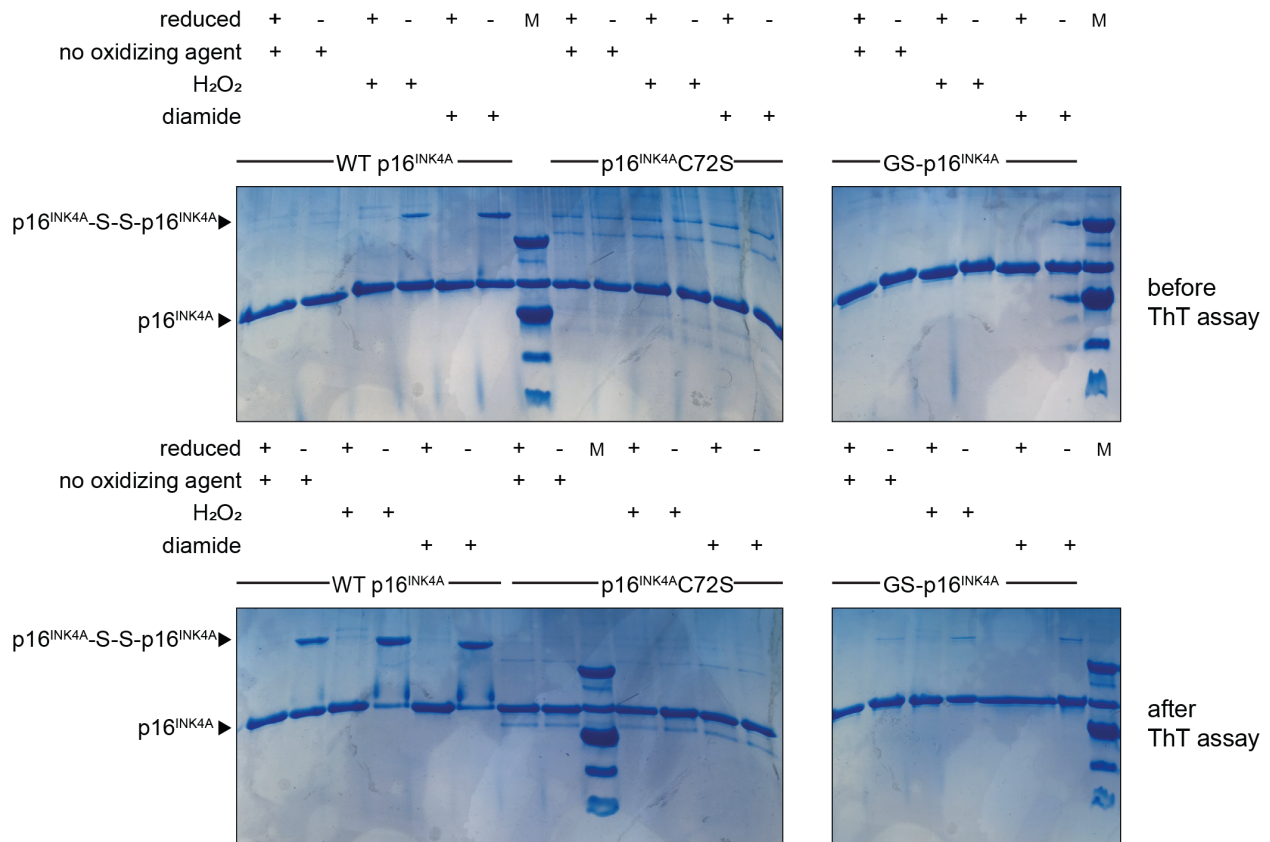 reduced + - + - + - M + - + - + - + - + - + - M
no oxidizing agent + + + + + +
H₂O₂ + + + + + +
diamide + + + + + +
WT p16INK4A p16INK4AC72S GS-p16INK4A
p16INK4A-S-S-p16INK4A
p16INK4A
before
ThT assay
reduced + - + - + - + - M + - + - + - + - + - M
no oxidizing agent + + + + + +
H₂O₂ + + + + + +
diamide + + + + + +
WT p16INK4A p16INK4AC72S GS-p16INK4A
p16INK4A-S-S-p16INK4A
p16INK4A
after
ThT assay